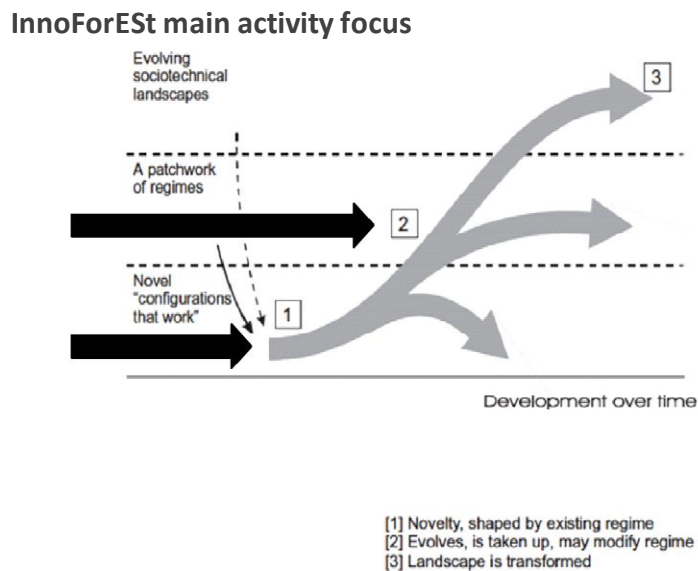 InnoForESt main activity focus
Evolving
sociotechnical
landscapes
[3]
A patchwork
of regimes
[2]
Novel
"configurations
that work"
[1]
Development over time
[1] Novelty, shaped by existing regime
[2] Evolves, is taken up, may modify regime
[3] Landscape is transformed